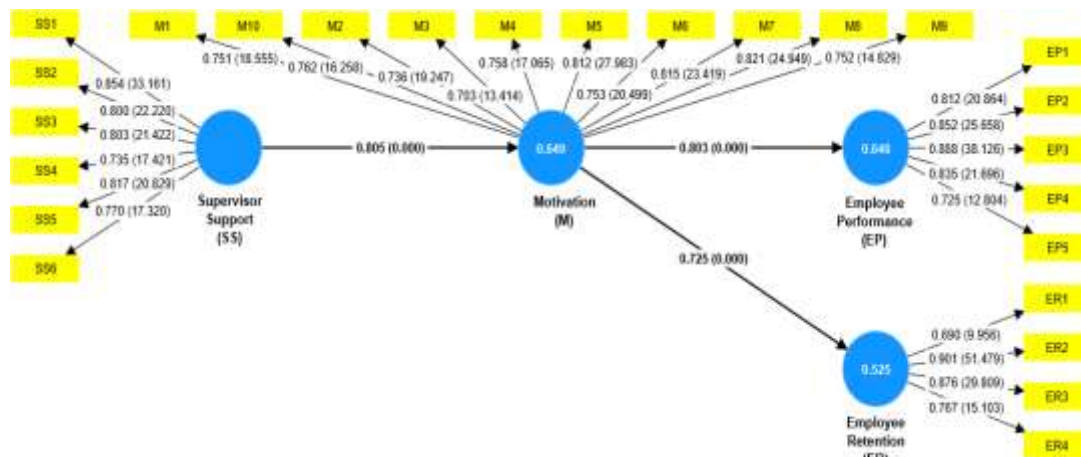 SS1
M1
M10
M2
M3
M4
M5
M6
M7
M8
M9
EP1
0.751 (18.555)
0.762 (16.258)
0.736 (19.247)
0.703 (13.414)
0.758 (17.065)
0.812 (27.983)
0.753 (20.499)
0.815 (23.419)
0.821 (24.949)
0.752 (14.829)
0.854 (33.161)
SS2
0.800 (22.220)
SS3
0.803 (21.422)
SS4
0.735 (17.421)
SS5
0.817 (20.829)
SS6
0.770 (17.320)
Supervisor
Support
(SS)
0.805 (0.000)
0.649
Motivation
(M)
0.803 (0.000)
Employee
Performance
(EP)
0.812 (20.864)
EP2
0.852 (25.658)
EP3
0.888 (38.126)
EP4
0.835 (21.696)
EP5
0.725 (12.804)
0.725 (0.000)
0.525
Employee
Retention
ER1
0.690 (9.956)
ER2
0.901 (51.479)
ER3
0.876 (29.809)
ER4
0.767 (15.103)